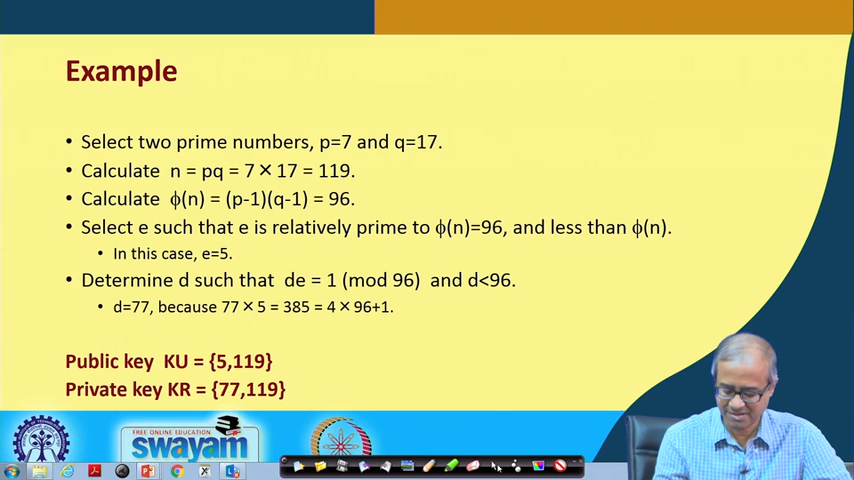 Example
• Select two prime numbers, p=7 and q=17.
• Calculate n = pq = 7 × 17 = 119.
• Calculate ϕ(n) = (p-1)(q-1) = 96.
• Select e such that e is relatively prime to ϕ(n)=96, and less than ϕ(n).
• In this case, e=5.
• Determine d such that de = 1 (mod 96) and d<96.
• d=77, because 77 × 5 = 385 = 4 × 96+1.
Public key KU = {5,119}
Private key KR = {77,119}
FREE ONLINE EDUCATION
swayam